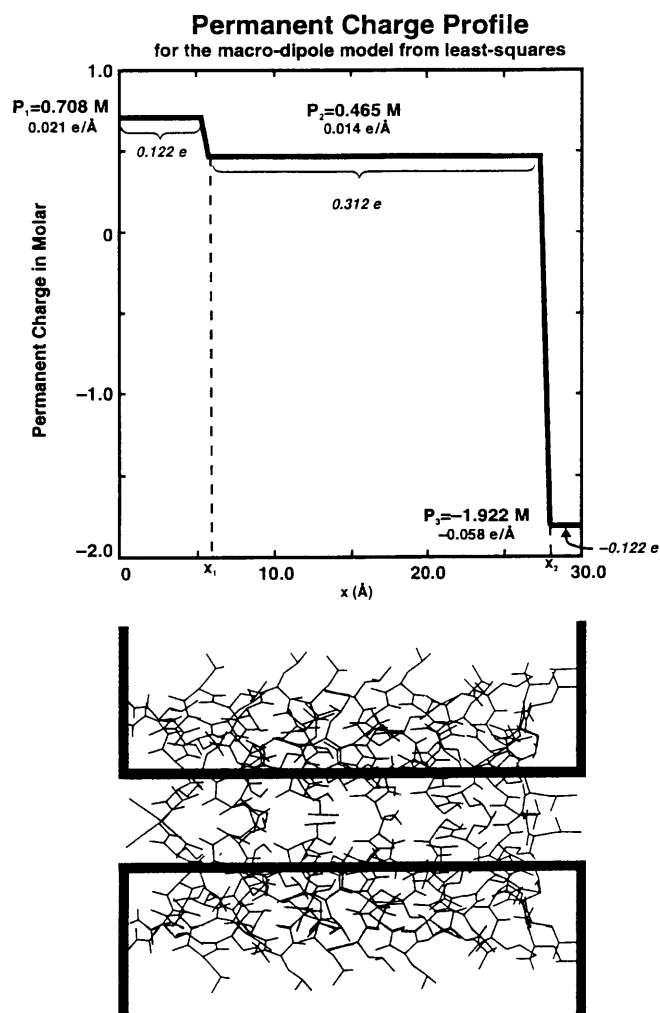 Permanent Charge Profile
for the macro-dipole model from least-squares
1.0
P₁=0.708 M
0.021 e/Å
0.122 e
P₂=0.465 M
0.014 e/Å
0.312 e
0
Permanent Charge in Molar
−1.0
P₃=−1.922 M
−0.058 e/Å
−0.122 e
−2.0
0
x₁
10.0
20.0
x₂
30.0
x (Å)